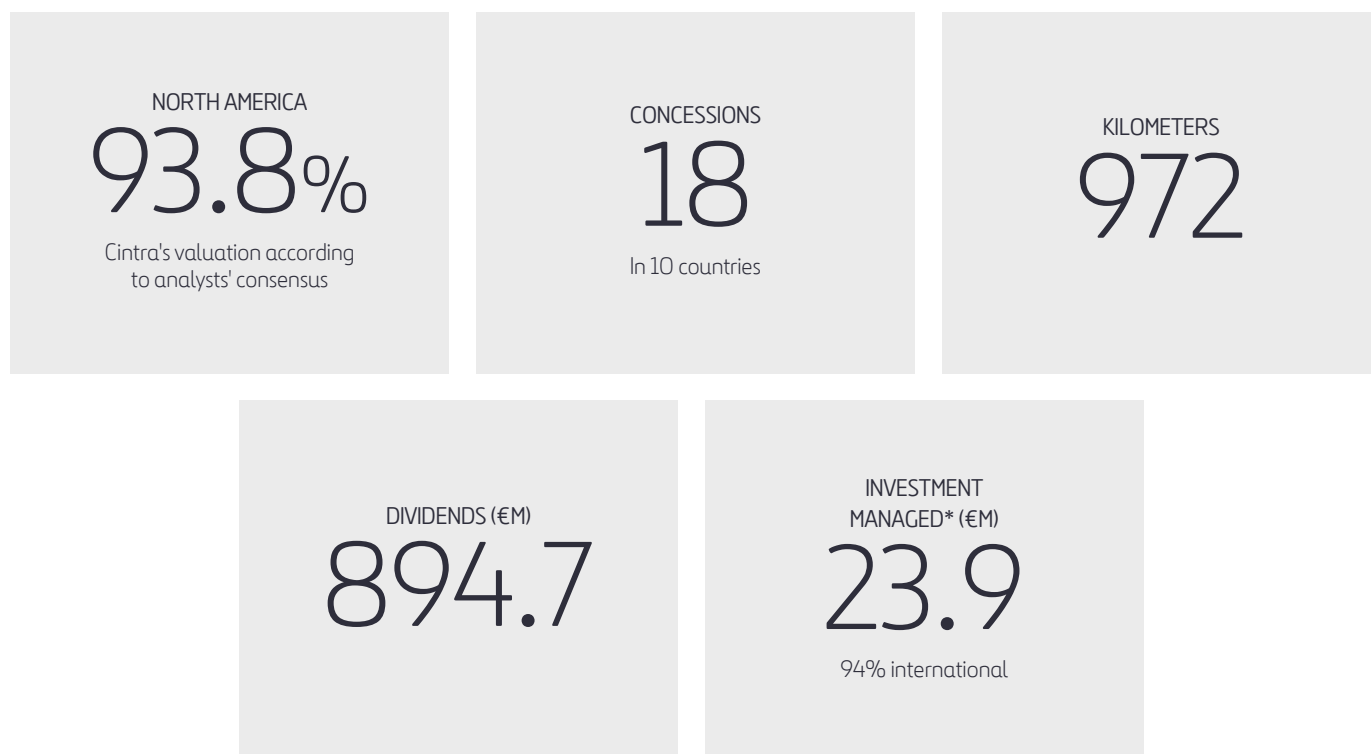 NORTH AMERICA
93.8%
Cintra's valuation according
to analysts' consensus
CONCESSIONS
18
In 10 countries
KILOMETERS
972
DIVIDENDS (€M)
894.7
INVESTMENT
MANAGED* (€M)
23.9
94% international